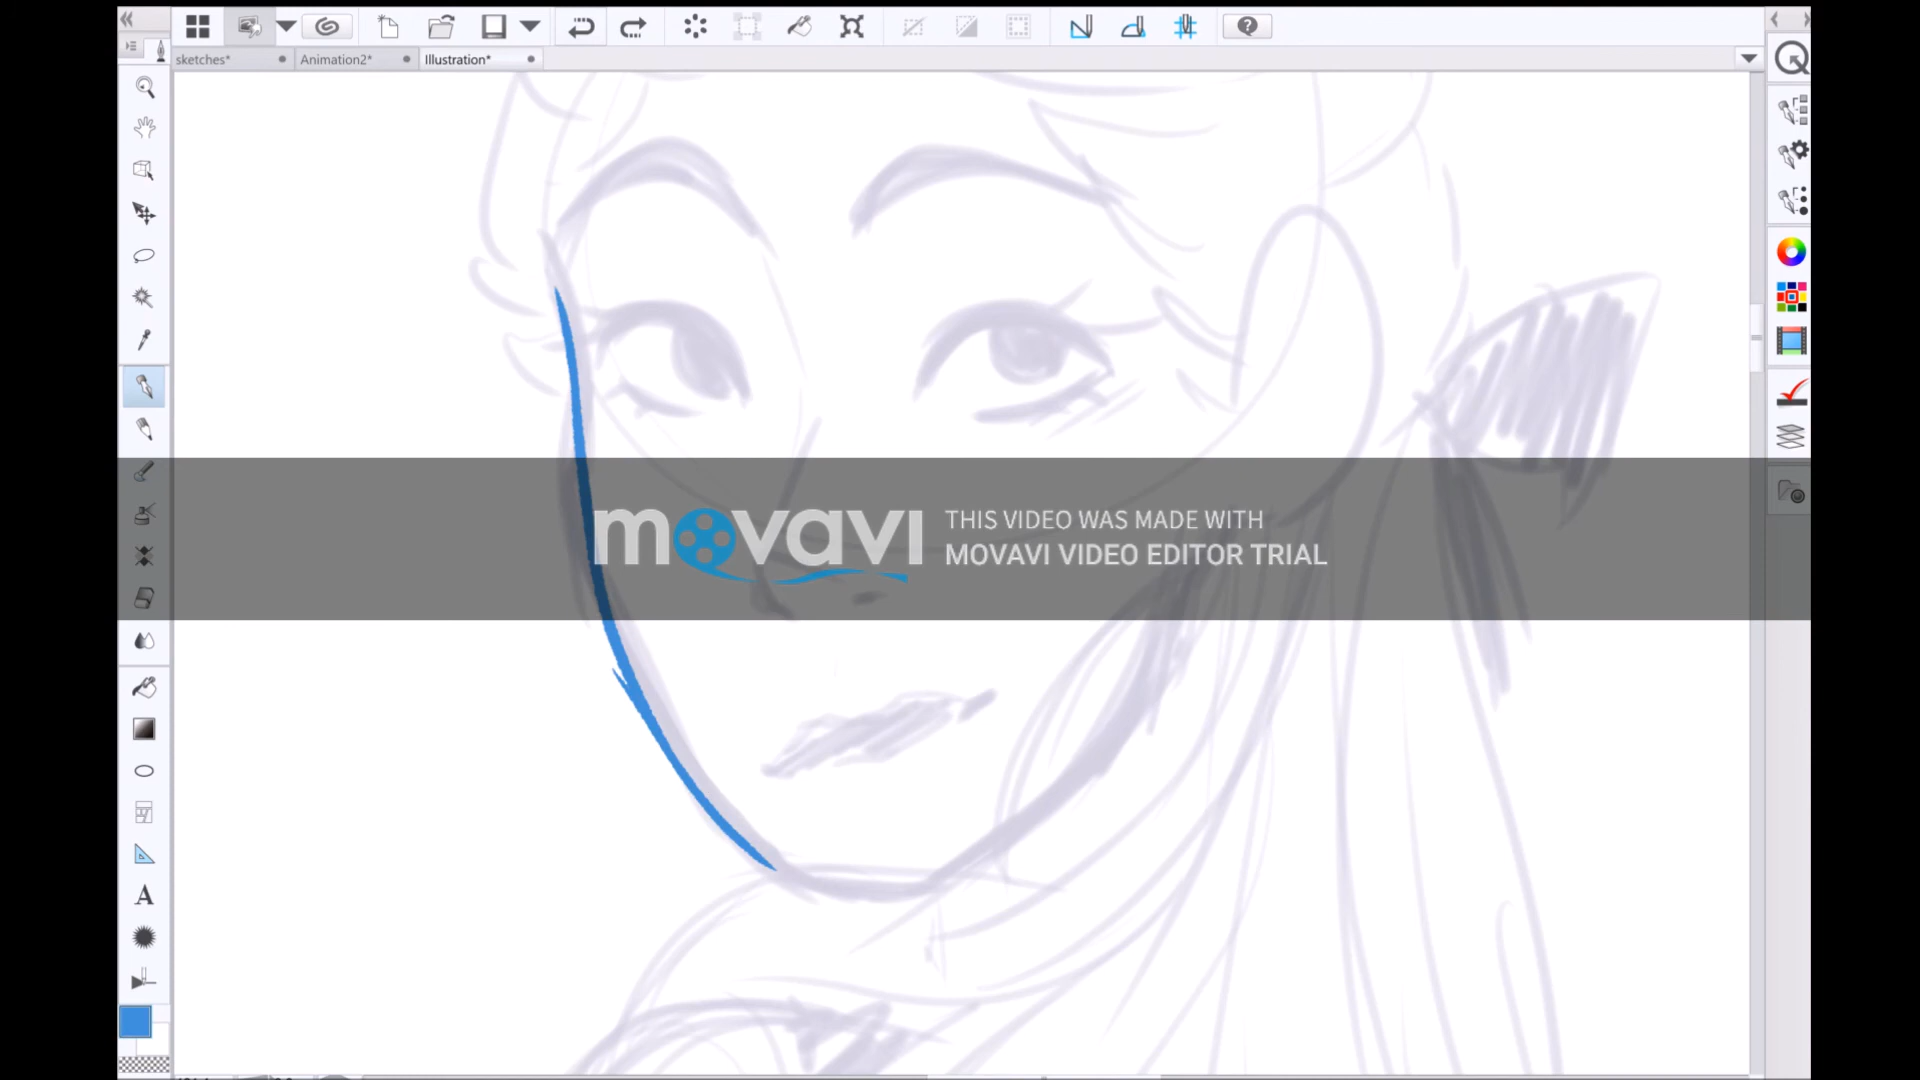 sketches*
Animation2*
Illustration*
movavi
THIS VIDEO WAS MADE WITH
MOVAVI VIDEO EDITOR TRIAL
A